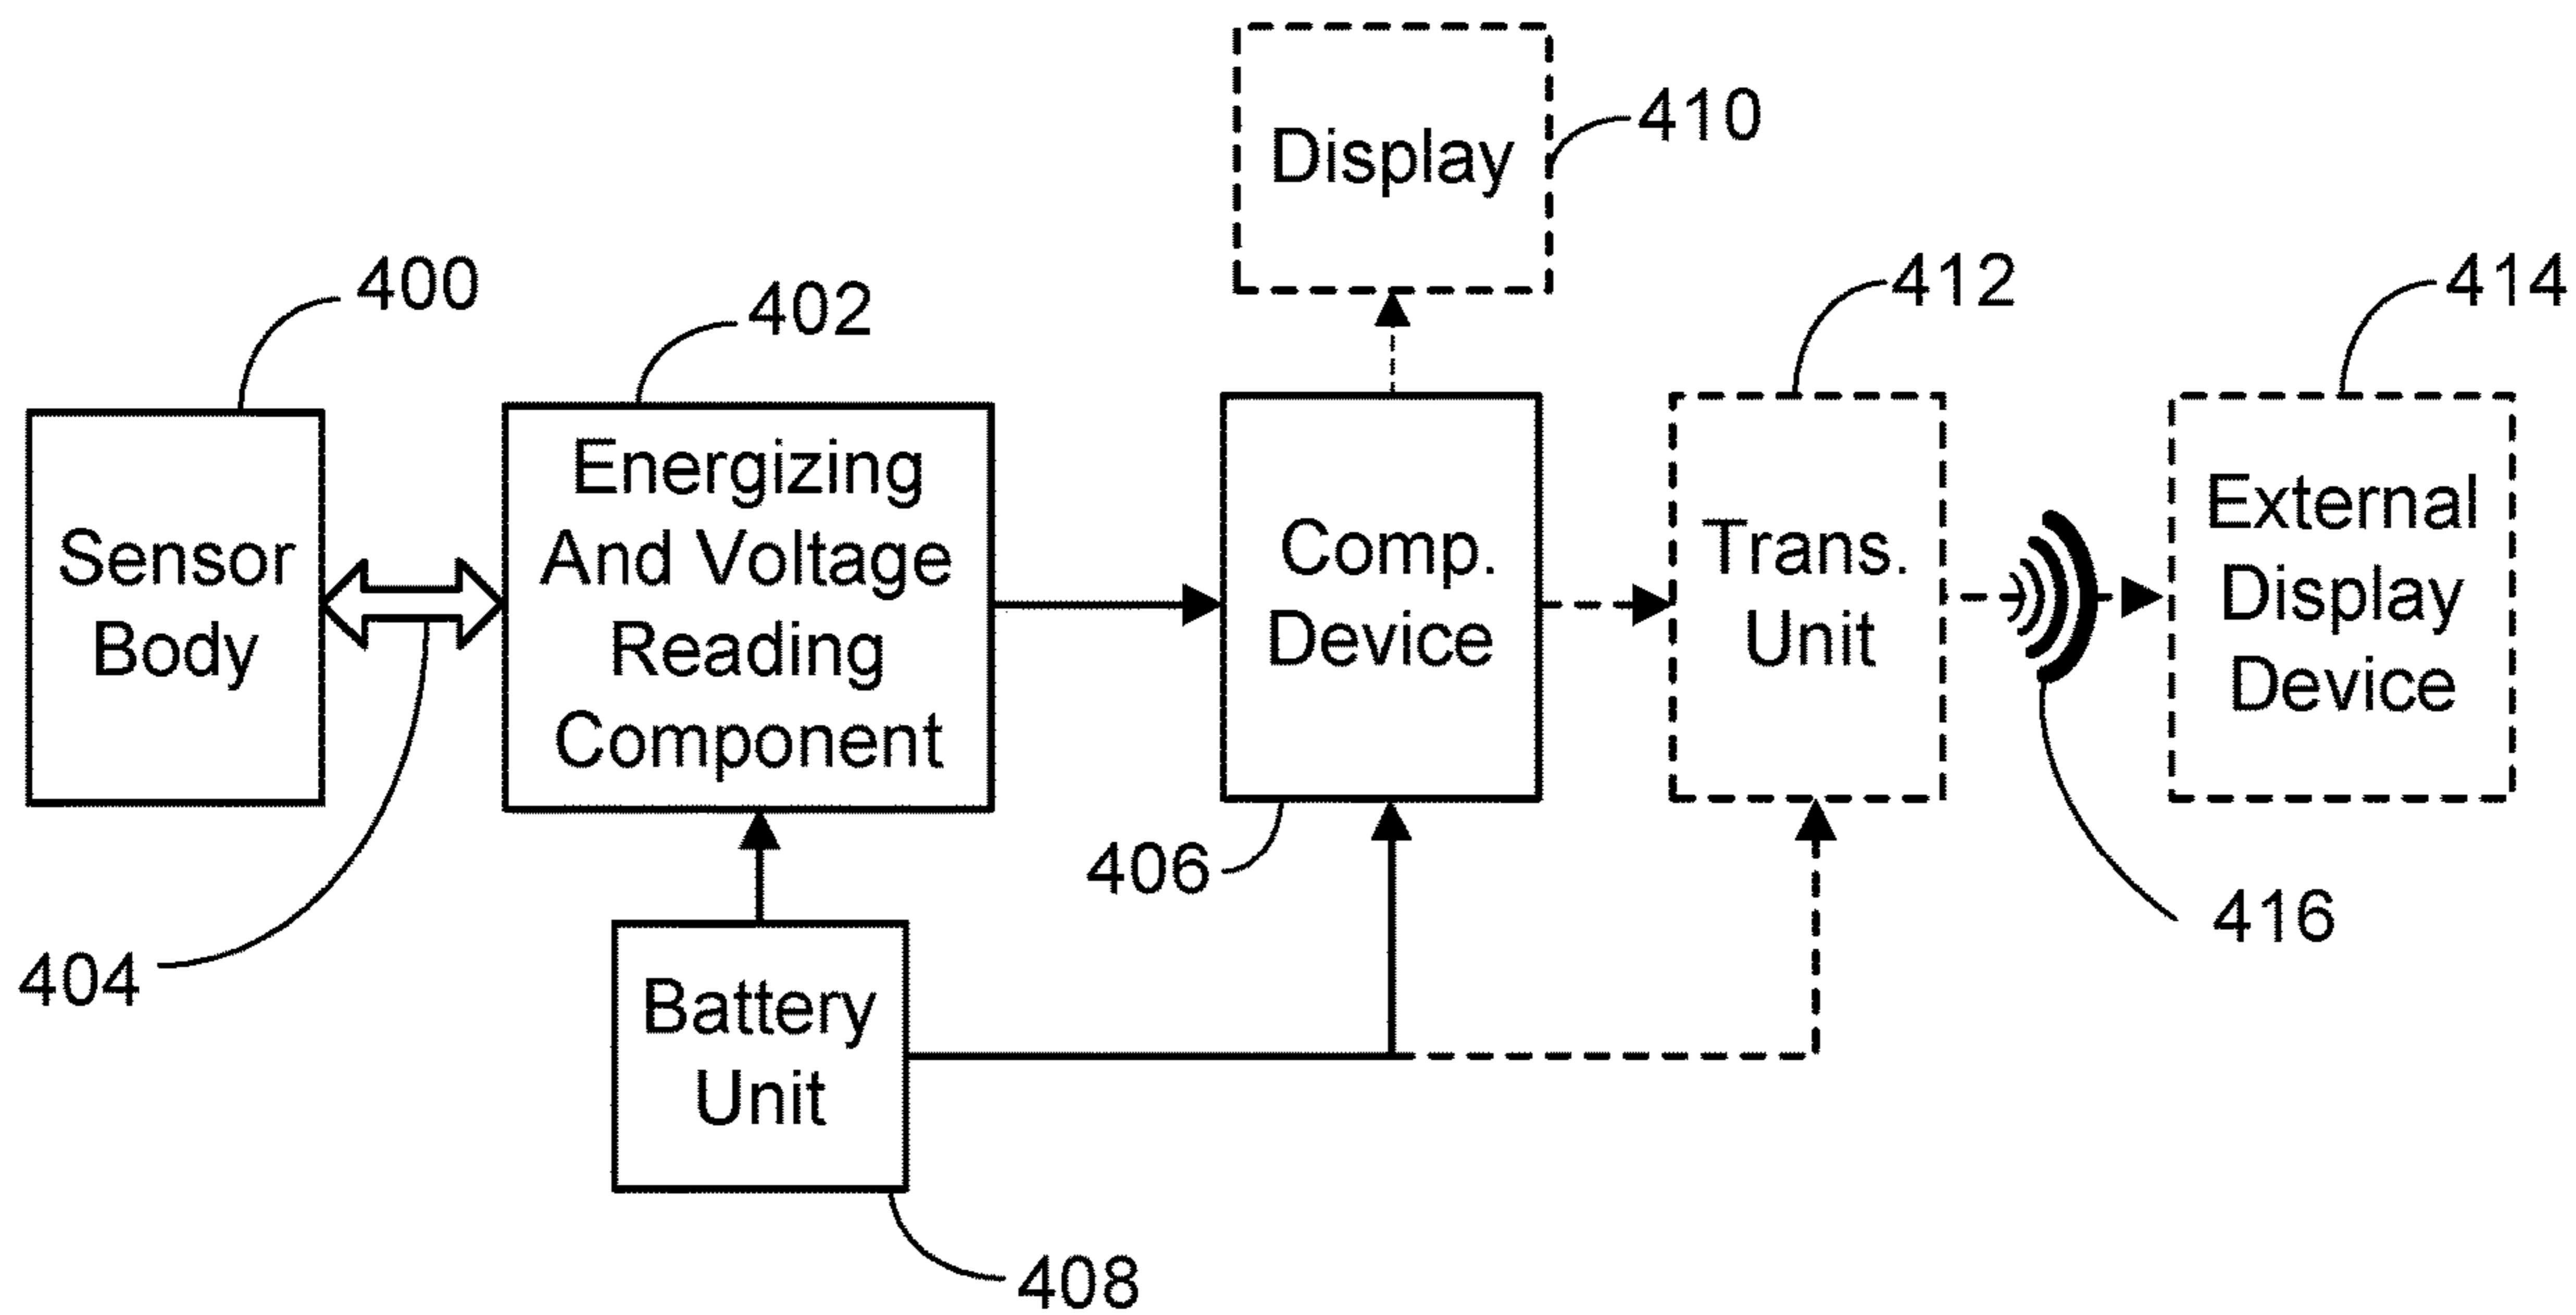 Display
410
400
402
412
414
Sensor
Body
Energizing
And Voltage
Reading
Component
Comp.
Device
Trans.
Unit
External
Display
Device
404
406
416
Battery
Unit
408